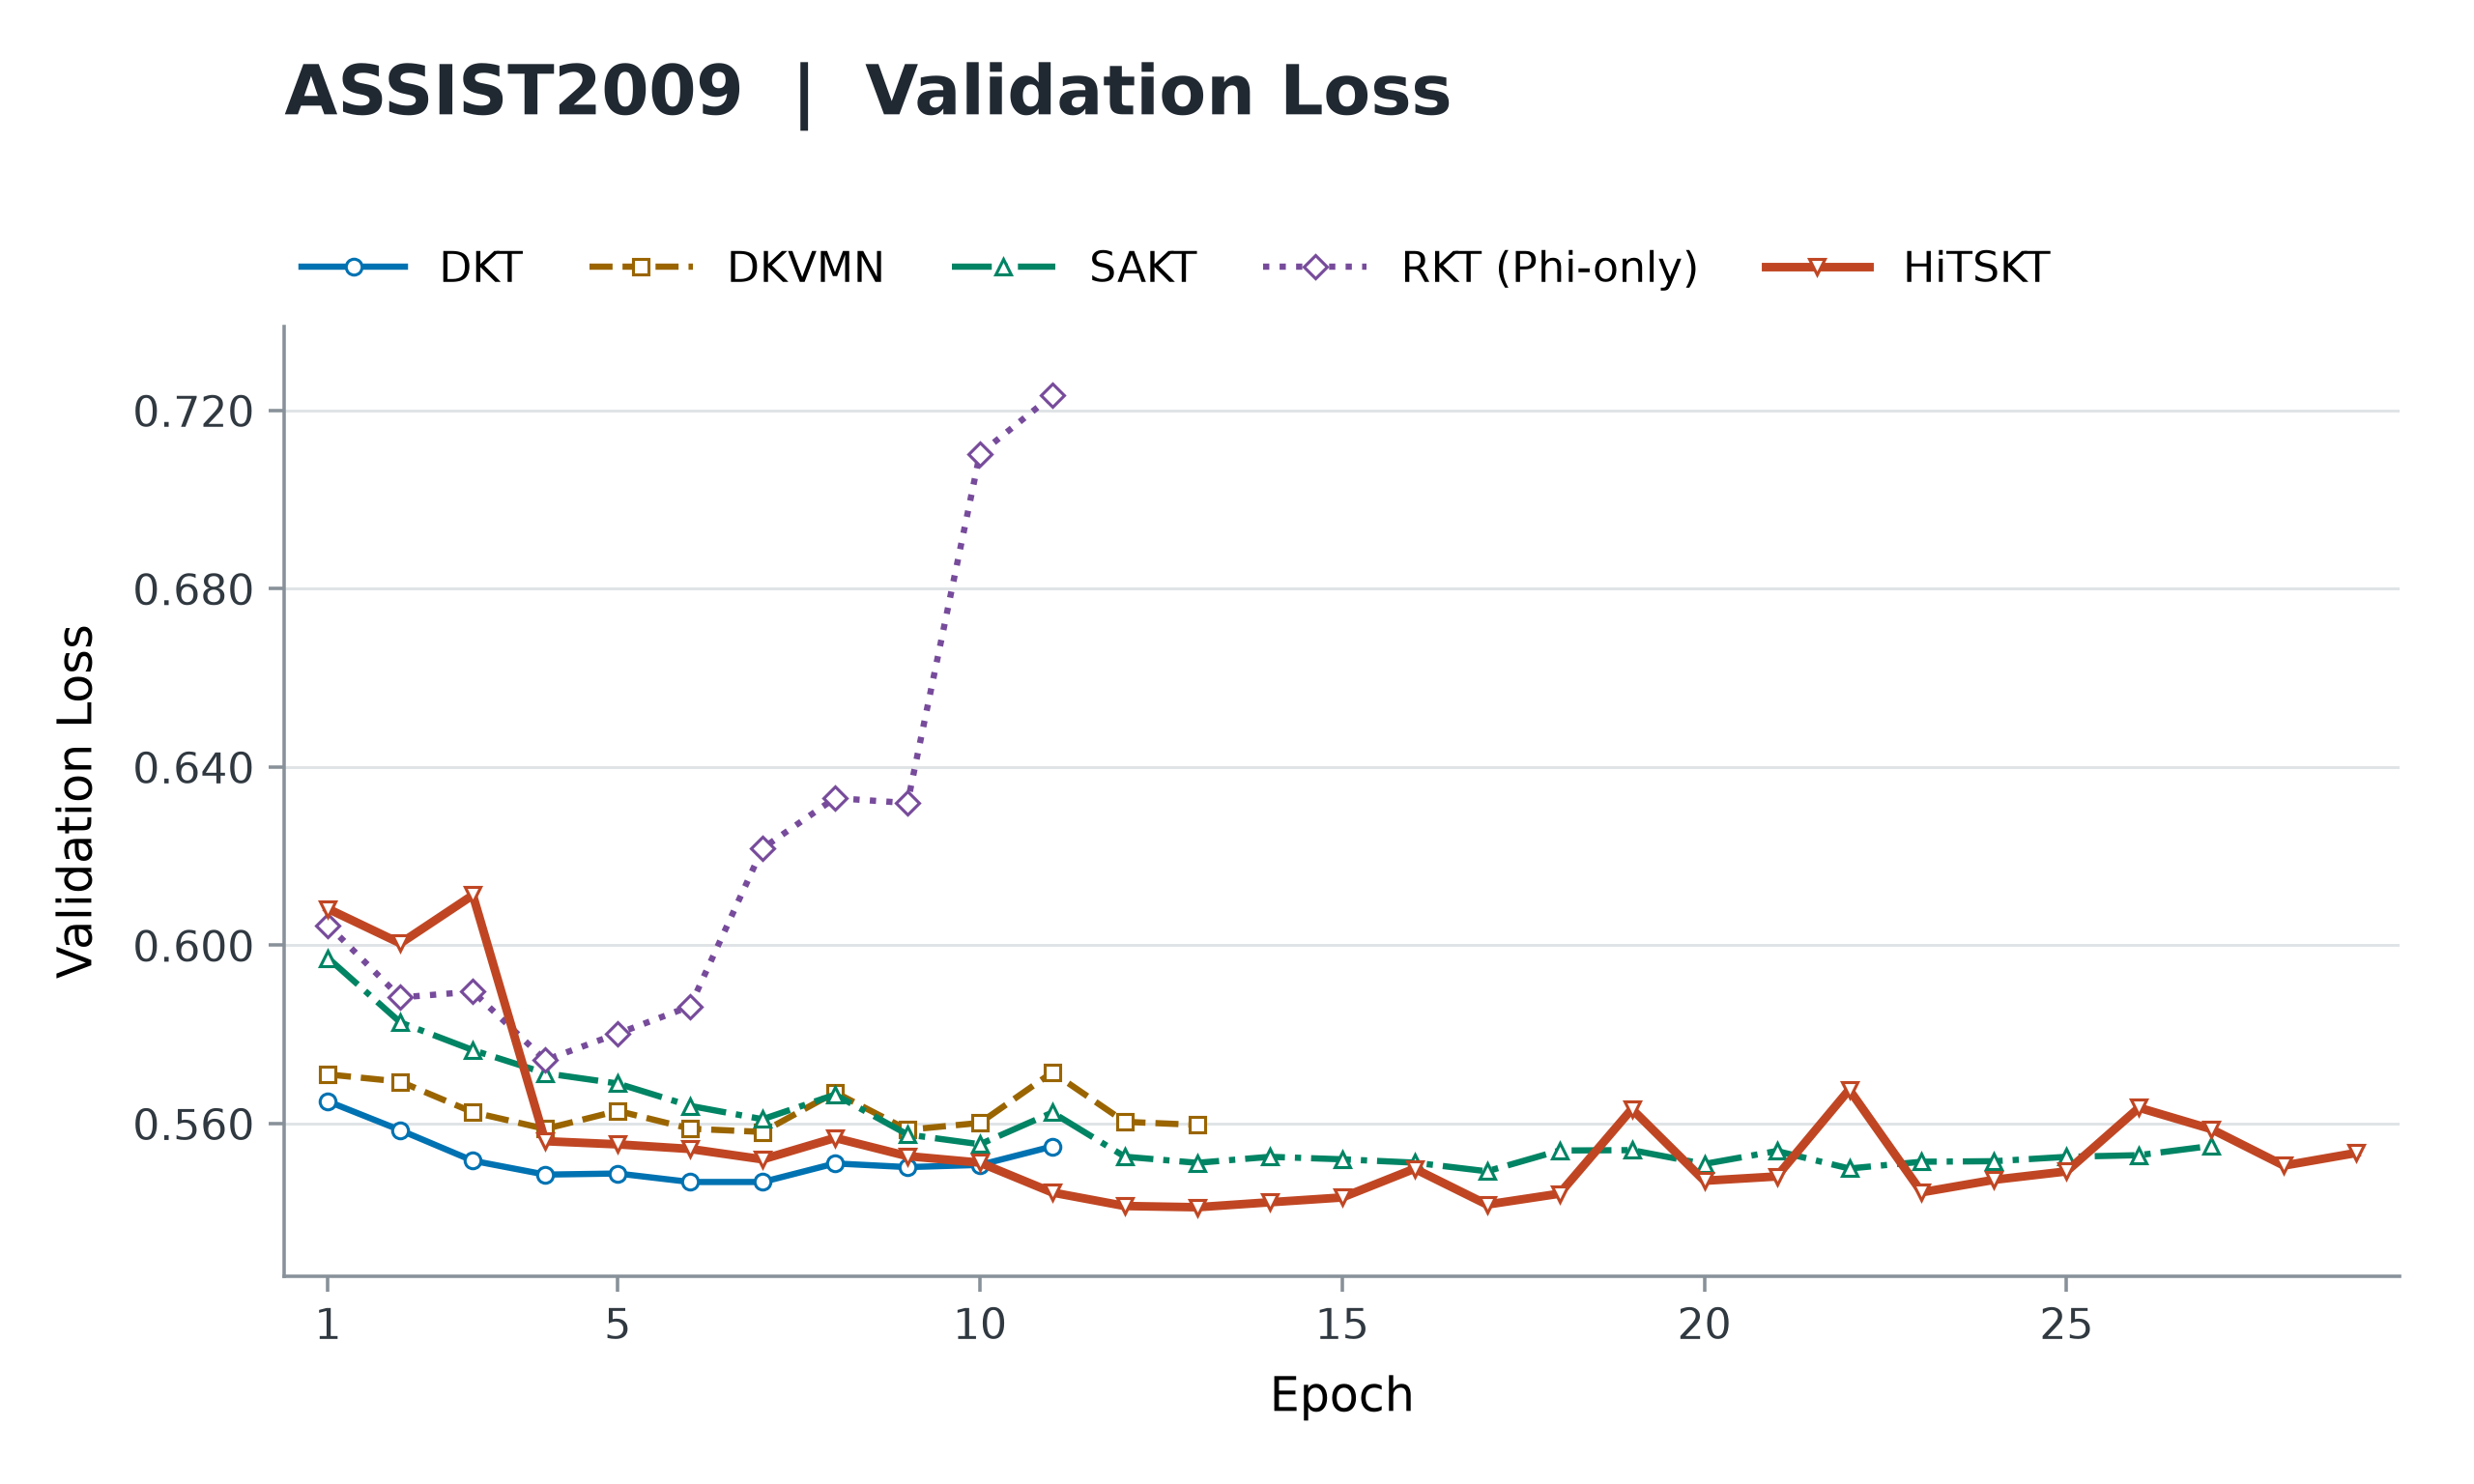 ASSIST2009 | Validation Loss
DKT DKVMN SAKT RKT (Phi-only) HiTSKT
0.720
0.680
0.640
0.600
0.560
Validation Loss
1 5 10 15 20 25
Epoch